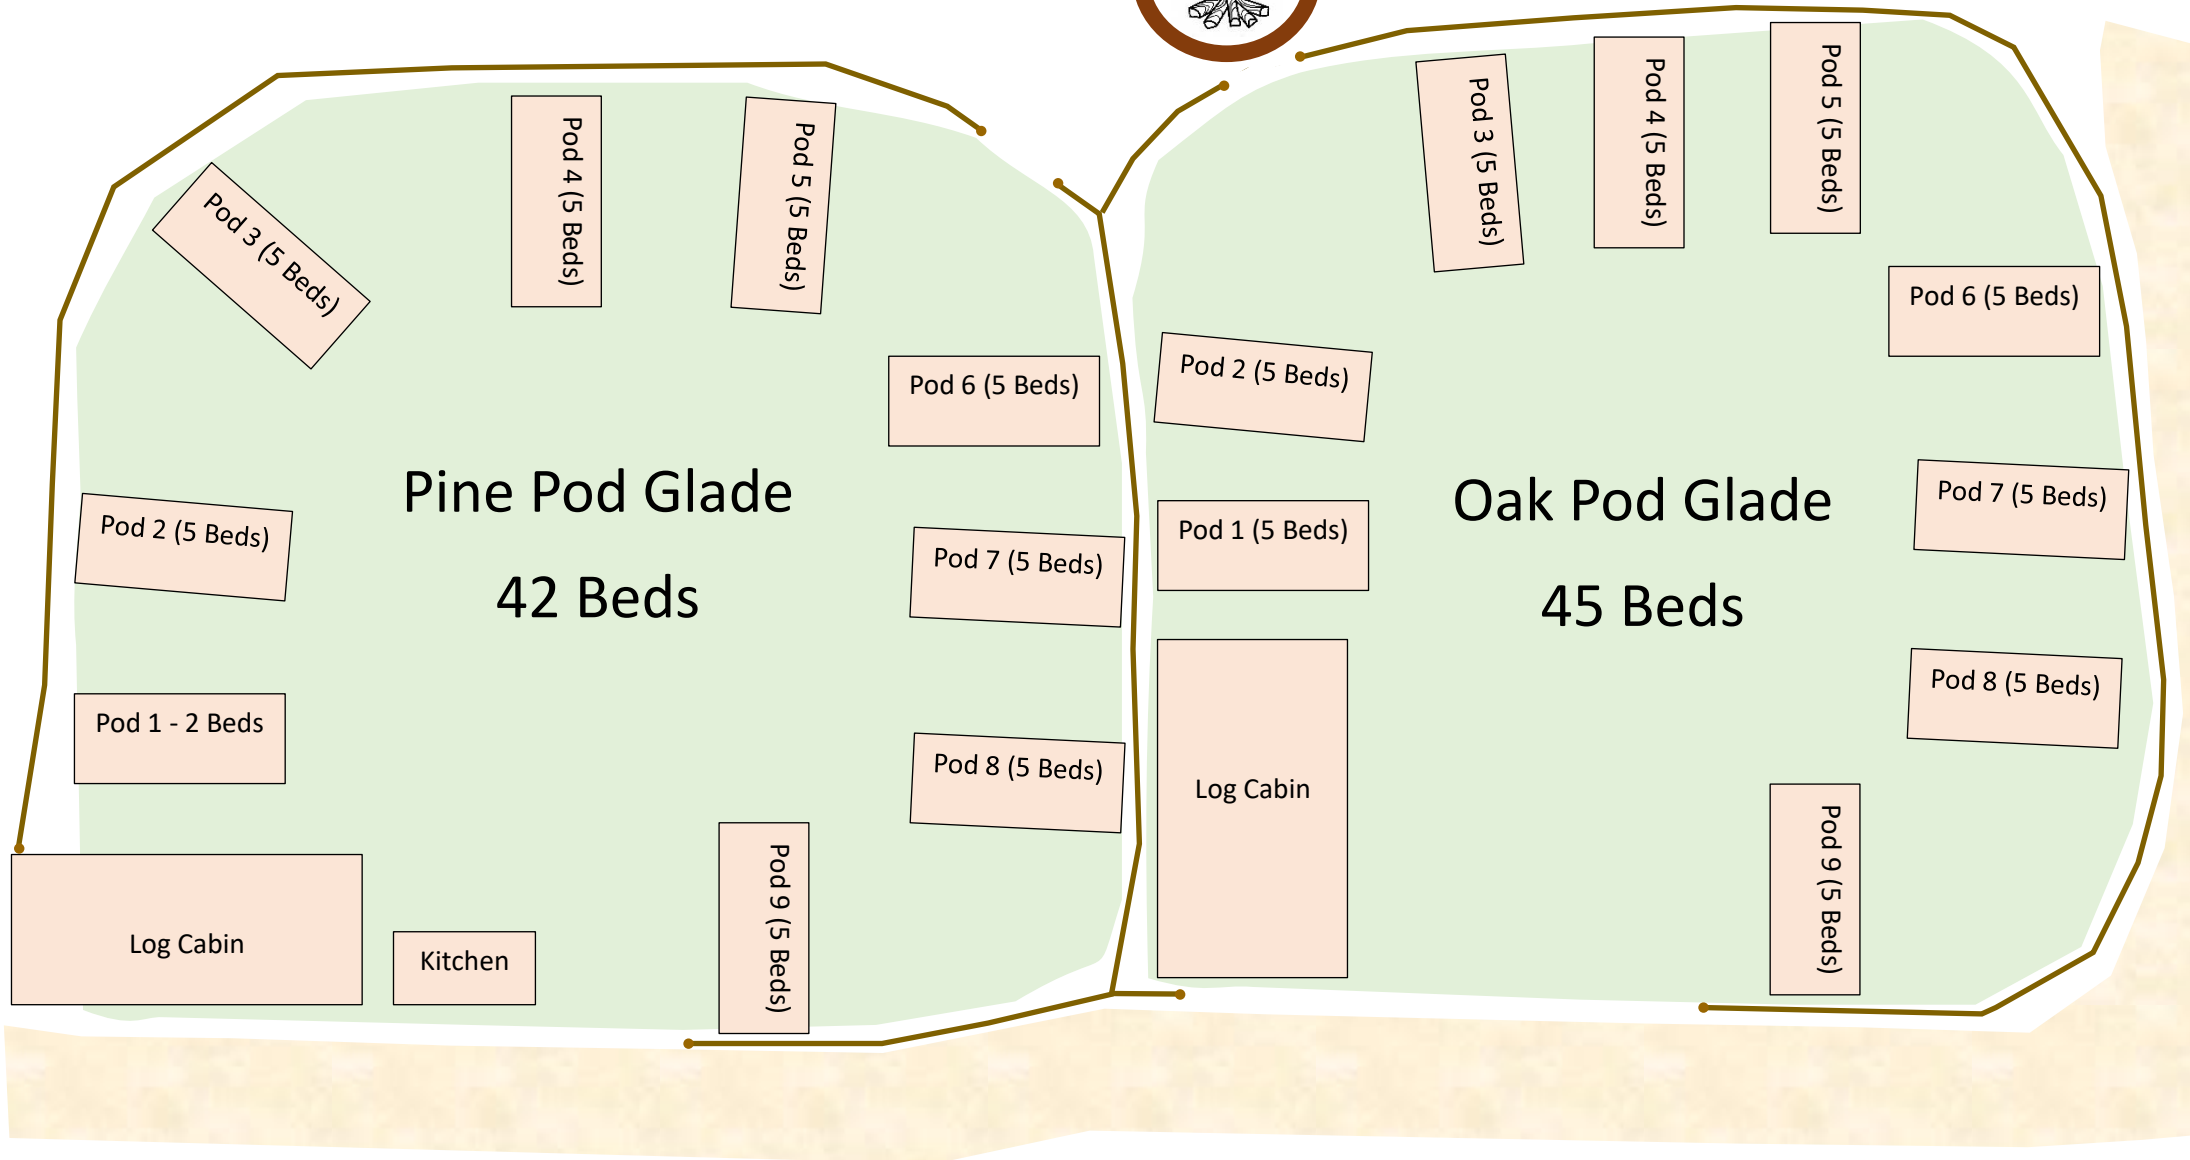 Pod 3 (5 Beds)
Pod 4 (5 Beds)
Pod 5 (5 Beds)
Pod 6 (5 Beds)
Pine Pod Glade
42 Beds
Pod 2 (5 Beds)
Pod 7 (5 Beds)
Pod 1 - 2 Beds
Pod 8 (5 Beds)
Log Cabin
Kitchen
Pod 9 (5 Beds)
Pod 3 (5 Beds)
Pod 4 (5 Beds)
Pod 5 (5 Beds)
Pod 6 (5 Beds)
Pod 2 (5 Beds)
Oak Pod Glade
45 Beds
Pod 7 (5 Beds)
Pod 1 (5 Beds)
Pod 8 (5 Beds)
Log Cabin
Pod 9 (5 Beds)